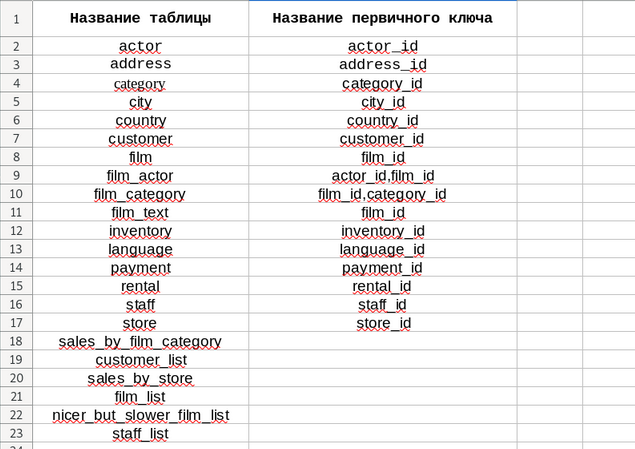 1 Название таблицы Название первичного ключа
2 actor actor_id
3 address address_id
4 category category_id
5 city city_id
6 country country_id
7 customer customer_id
8 film film_id
9 film_actor actor_id,film_id
10 film_category film_id,category_id
11 film_text film_id
12 inventory inventory_id
13 language language_id
14 payment payment_id
15 rental rental_id
16 staff staff_id
17 store store_id
18 sales_by_film_category
19 customer_list
20 sales_by_store
21 film_list
22 nicer_but_slower_film_list
23 staff_list